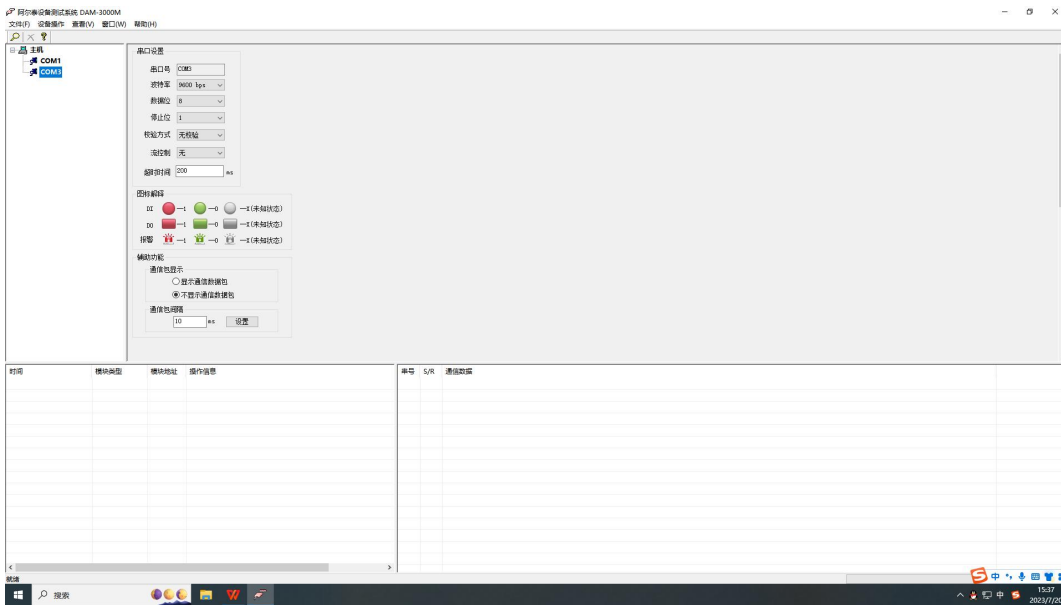 阿尔泰设备测试系统 DAM-3000M
文件(F) 设备操作 查看(V) 窗口(W) 帮助(H)
主机
COM1
COM3
串口设置
串口号 COM3
波特率 9600 bps
数据位 8
停止位 1
校验方式 无校验
流控制 无
超时时间 200 ms
图标解释
DI —1 —0 —X(未知状态)
DO —1 —0 —X(未知状态)
报警 —1 —0 —X(未知状态)
辅助功能
通信包显示
显示通信数据包
不显示通信数据包
通信包间隔
10 ms 设置
时间 模块类型 模块地址 操作信息
串号 S/R 通信数据
就绪
中
搜索
中
15:37
2023/7/20